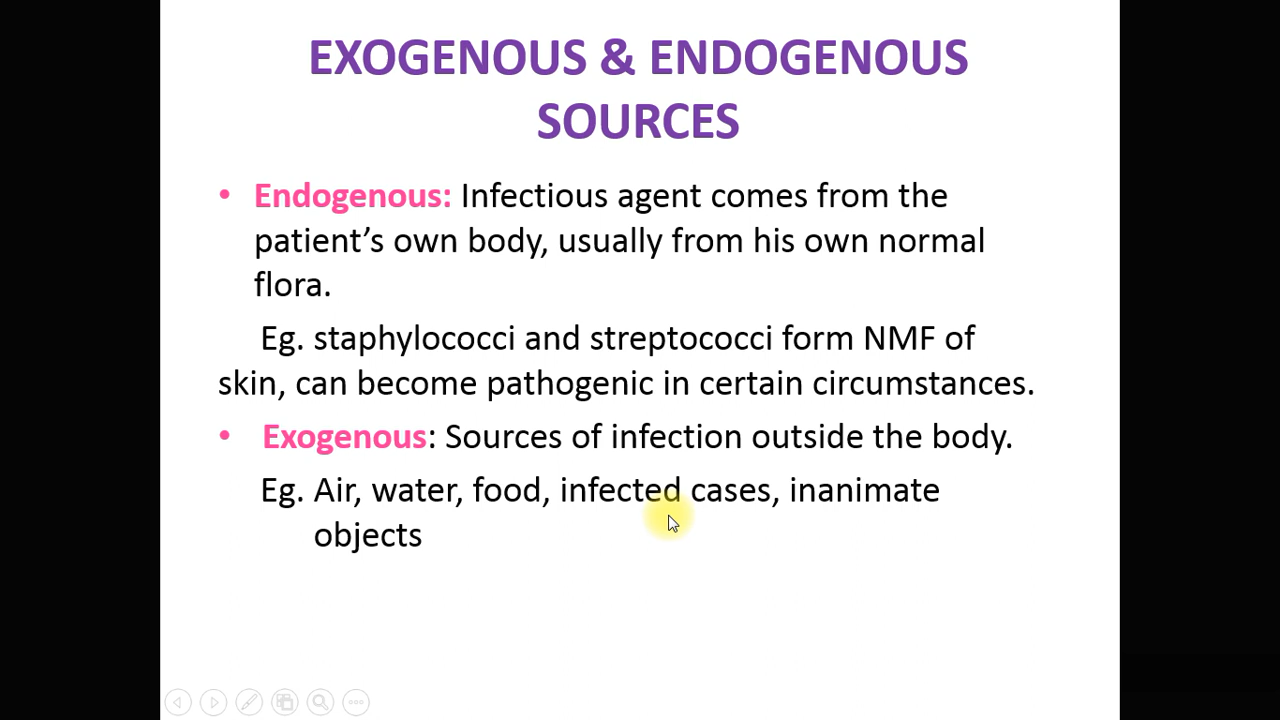 EXOGENOUS & ENDOGENOUS
SOURCES
• Endogenous: Infectious agent comes from the
patient’s own body, usually from his own normal
flora.
Eg. staphylococci and streptococci form NMF of
skin, can become pathogenic in certain circumstances.
• Exogenous: Sources of infection outside the body.
Eg. Air, water, food, infected cases, inanimate
objects